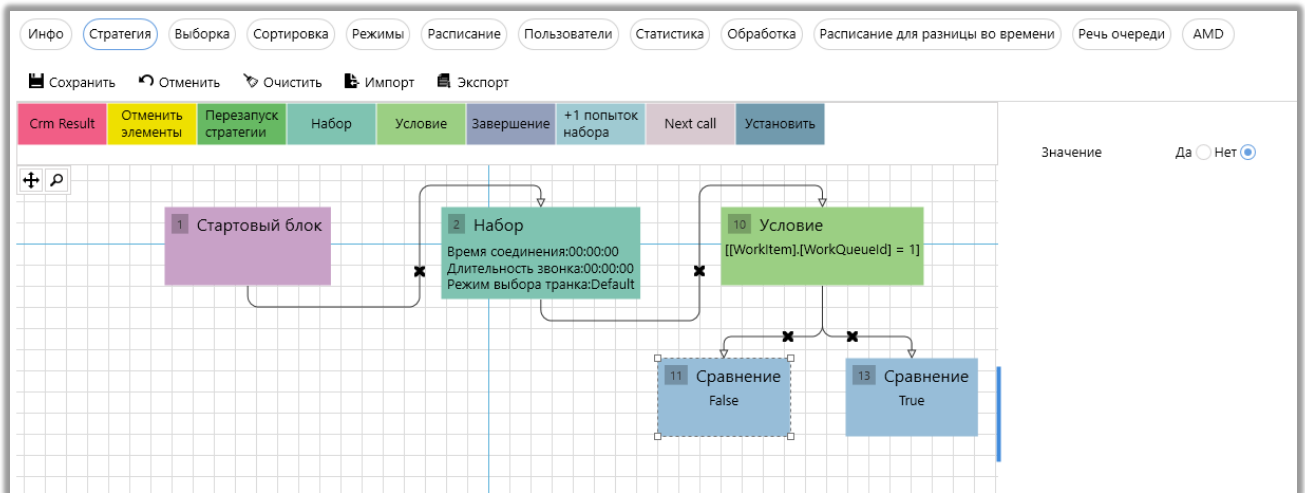 Инфо Стратегия Выборка Сортировка Режимы Расписание Пользователи Статистика Обработка Расписание для разницы во времени Речь очереди AMD
Сохранить Отменить Очистить Импорт Экспорт
Crm Result
Отменить элементы
Перезапуск стратегии
Набор
Условие
Завершение
+1 попыток набора
Next call
Установить
Значение Да Нет
1 Стартовый блок
2 Набор
Время соединения:00:00:00
Длительность звонка:00:00:00
Режим выбора транка:Default
10 Условие
[[WorkItem].[WorkQueueId] = 1]
11 Сравнение
False
13 Сравнение
True